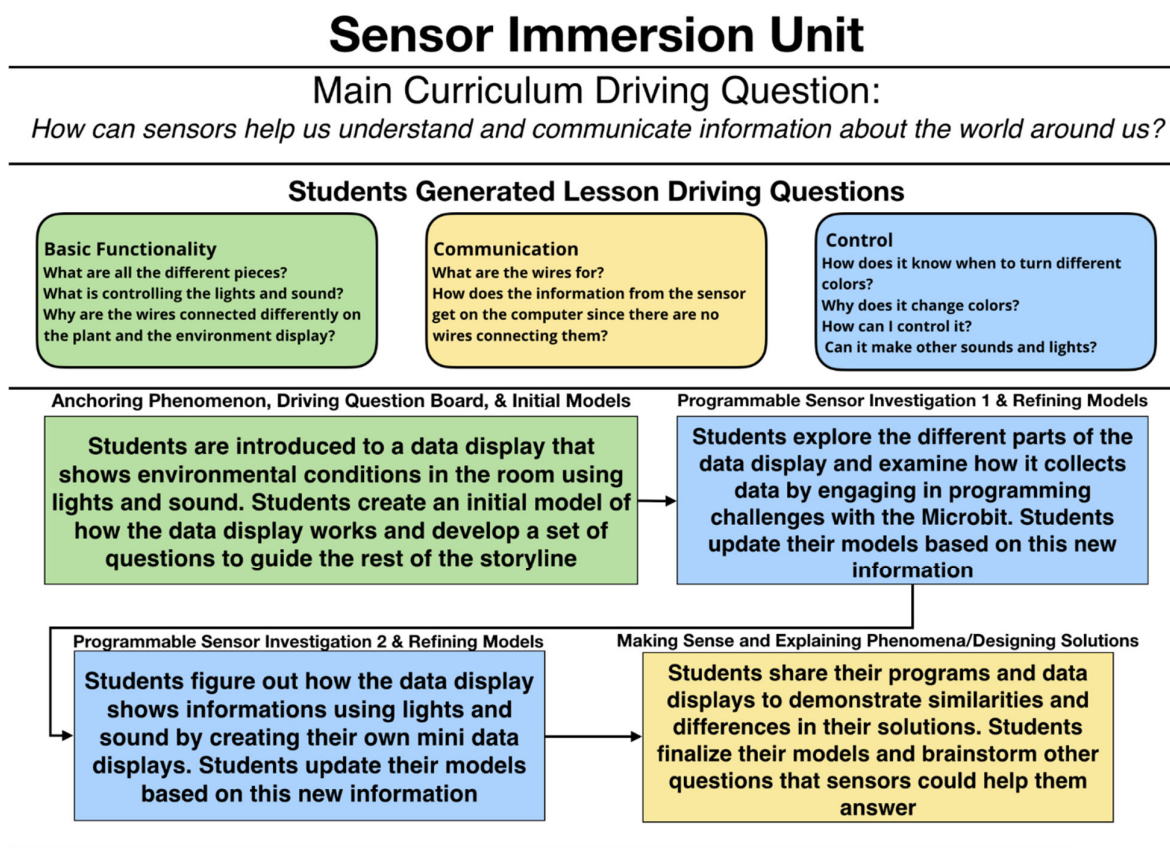 Sensor Immersion Unit
Main Curriculum Driving Question:
How can sensors help us understand and communicate information about the world around us?
Students Generated Lesson Driving Questions
Basic Functionality
What are all the different pieces?
What is controlling the lights and sound?
Why are the wires connected differently on
the plant and the environment display?
Communication
What are the wires for?
How does the information from the sensor
get on the computer since there are no
wires connecting them?
Control
How does it know when to turn different
colors?
Why does it change colors?
How can I control it?
Can it make other sounds and lights?
Anchoring Phenomenon, Driving Question Board, & Initial Models
Students are introduced to a data display that
shows environmental conditions in the room using
lights and sound. Students create an initial model of
how the data display works and develop a set of
questions to guide the rest of the storyline
Programmable Sensor Investigation 1 & Refining Models
Students explore the different parts of the
data display and examine how it collects
data by engaging in programming
challenges with the Microbit. Students
update their models based on this new
information
Programmable Sensor Investigation 2 & Refining Models
Students figure out how the data display
shows informations using lights and
sound by creating their own mini data
displays. Students update their models
based on this new information
Making Sense and Explaining Phenomena/Designing Solutions
Students share their programs and data
displays to demonstrate similarities and
differences in their solutions. Students
finalize their models and brainstorm other
questions that sensors could help them
answer